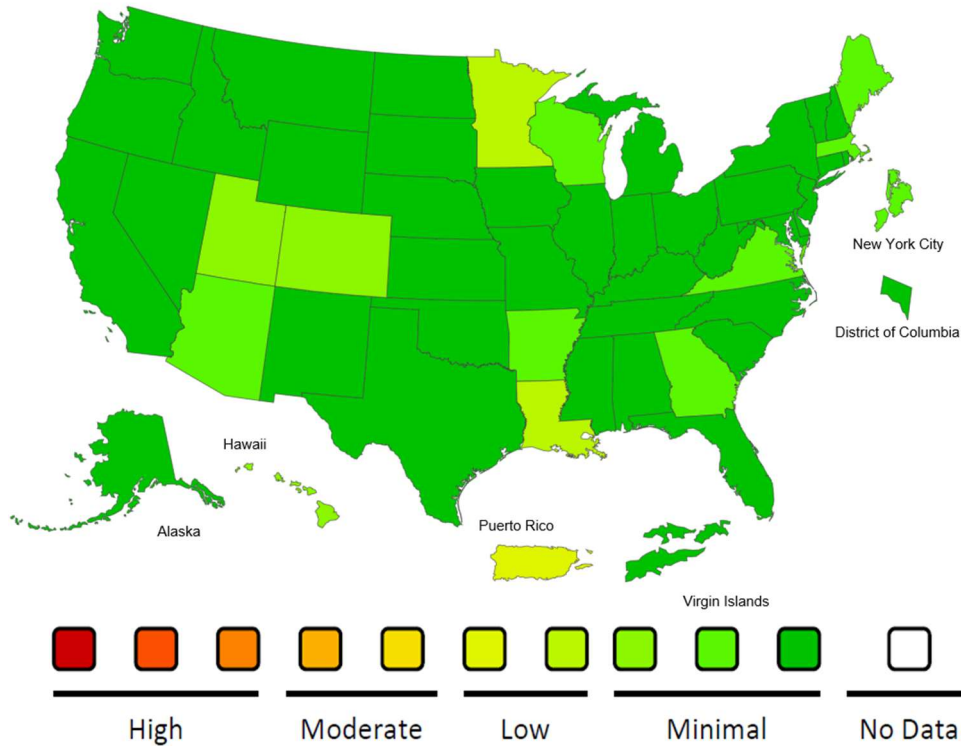 New York City
District of Columbia
Hawaii
Alaska
Puerto Rico
Virgin Islands
High Moderate Low Minimal No Data